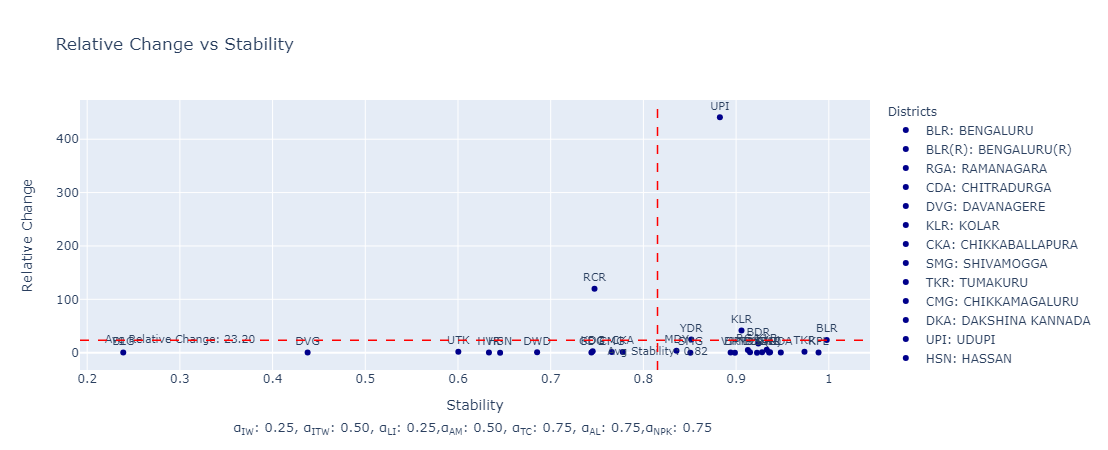 Relative Change vs Stability
Districts
BLR: BENGALURU
BLR(R): BENGALURU(R)
RGA: RAMANAGARA
CDA: CHITRADURGA
DVG: DAVANAGERE
KLR: KOLAR
CKA: CHIKKABALLAPURA
SMG: SHIVAMOGGA
TKR: TUMAKURU
CMG: CHIKKAMAGALURU
DKA: DAKSHINA KANNADA
UPI: UDUPI
HSN: HASSAN
Relative Change
400
300
200
100
0
UPI
RCR
KLR
BDR
YDR
BLR
Avg Relative Change: 23.20
DVG
UTK
DWD
MDY
SMG
TKR
KPL
Avg Stability: 0.82
0.2 0.3 0.4 0.5 0.6 0.7 0.8 0.9 1
Stability
α_IW: 0.25, α_ITW: 0.50, α_LI: 0.25,α_AM: 0.50, α_TC: 0.75, α_AL: 0.75,α_NPK: 0.75